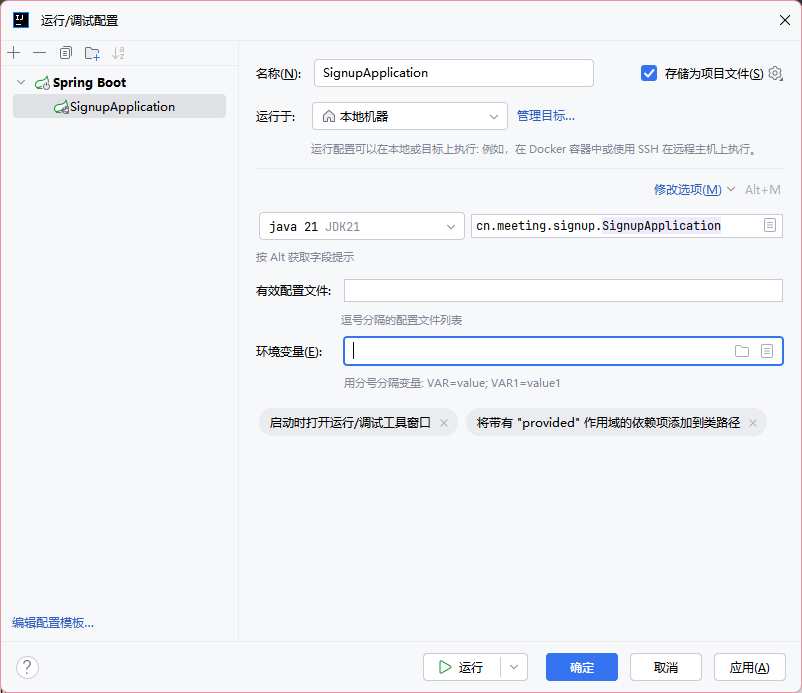 运行/调试配置
Spring Boot
SignupApplication
名称(N):
SignupApplication
存储为项目文件(S)
运行于:
本地机器
管理目标...
运行配置可以在本地或目标上执行: 例如，在 Docker 容器中或使用 SSH 在远程主机上执行。
修改选项(M)
Alt+M
java 21 JDK21
cn.meeting.signup.SignupApplication
按 Alt 获取字段提示
有效配置文件:
逗号分隔的配置文件列表
环境变量(E):
用分号分隔变量: VAR=value; VAR1=value1
启动时打开运行/调试工具窗口
将带有 "provided" 作用域的依赖项添加到类路径
编辑配置模板...
?
运行
确定
取消
应用(A)